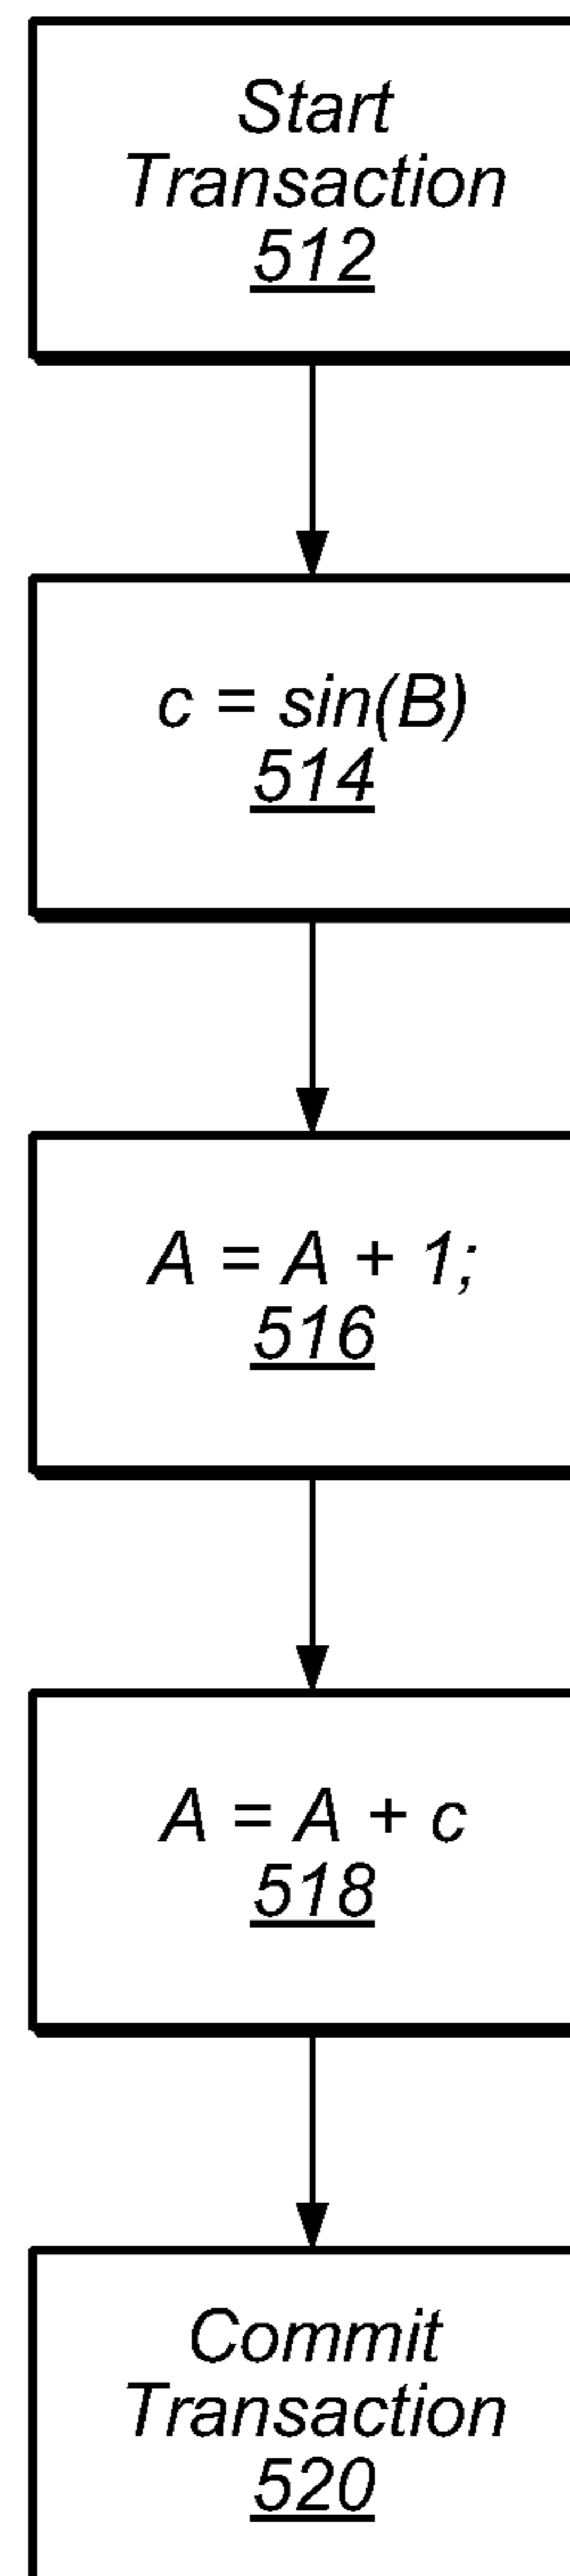 Start
Transaction
512
c = sin(B)
514
A = A + 1;
516
A = A + c
518
Commit
Transaction
520